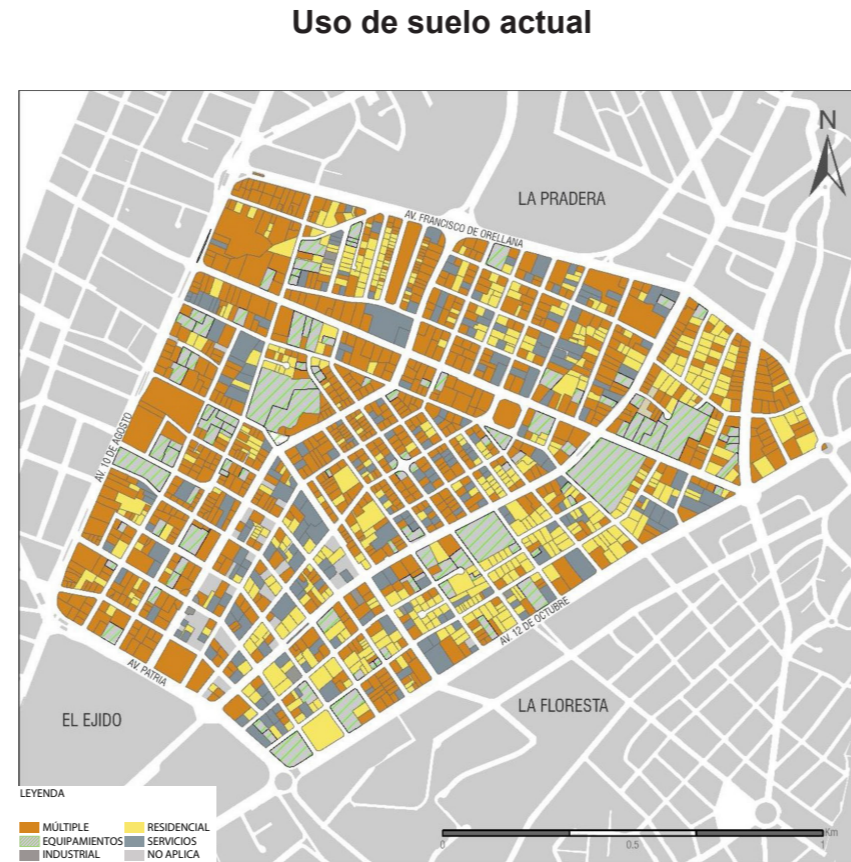 Uso de suelo actual
N
LA PRADERA
AV. FRANCISCO DE ORELLANA
AV. 10 DE AGOSTO
AV. 12 DE OCTUBRE
AV. PATRIA
LA FLORESTA
EL EJIDO
LEYENDA
MÚLTIPLE RESIDENCIAL
EQUIPAMIENTOS SERVICIOS
INDUSTRIAL NO APLICA
Km
0 0.5 1